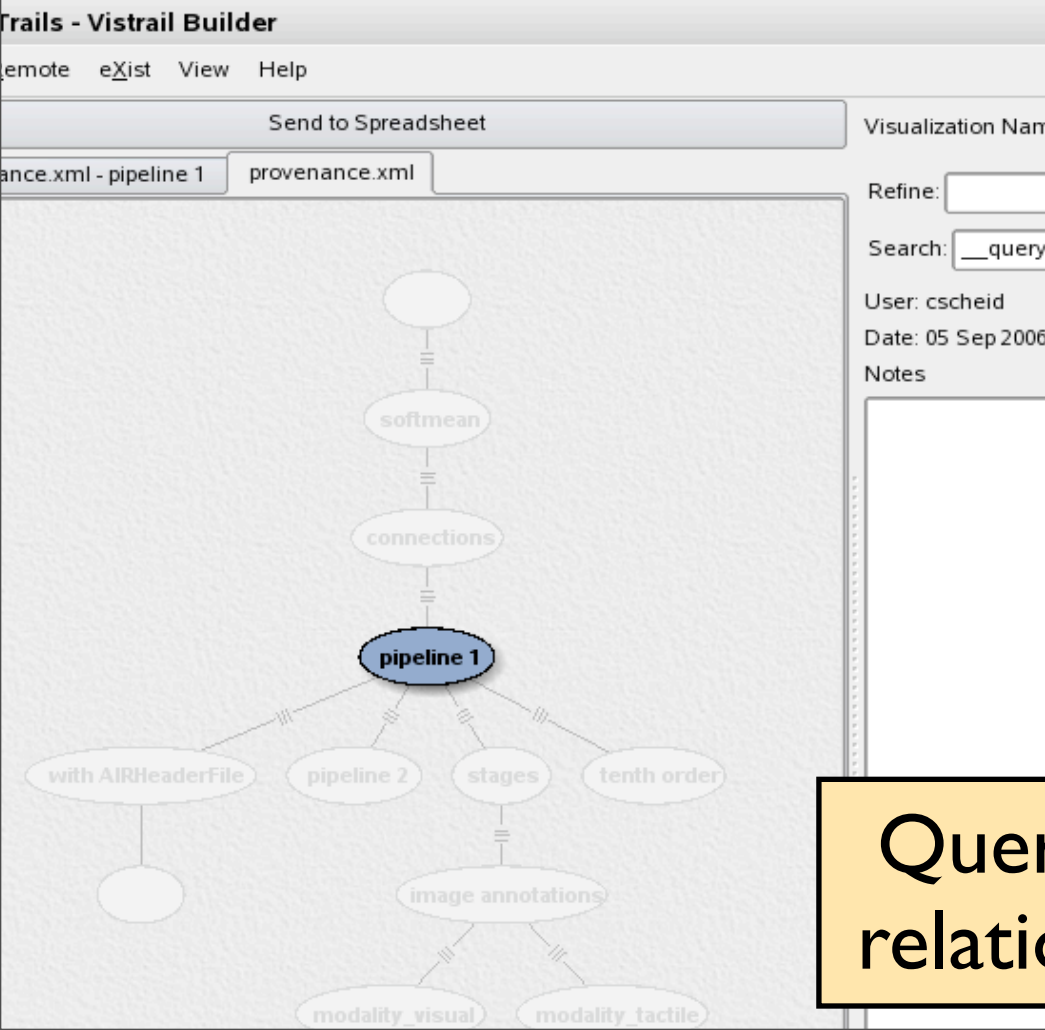 Trails - Vistrail Builder
emote eXist View Help
Send to Spreadsheet
ance.xml - pipeline 1 provenance.xml
Visualization Nam
Refine:
Search: __query
User: cscheid
Date: 05 Sep 2006
Notes
softmean
connections
pipeline 1
with AIRHeaderFile pipeline 2 stages tenth order
image annotations
modality_visual modality_tactile
Quer
relatio